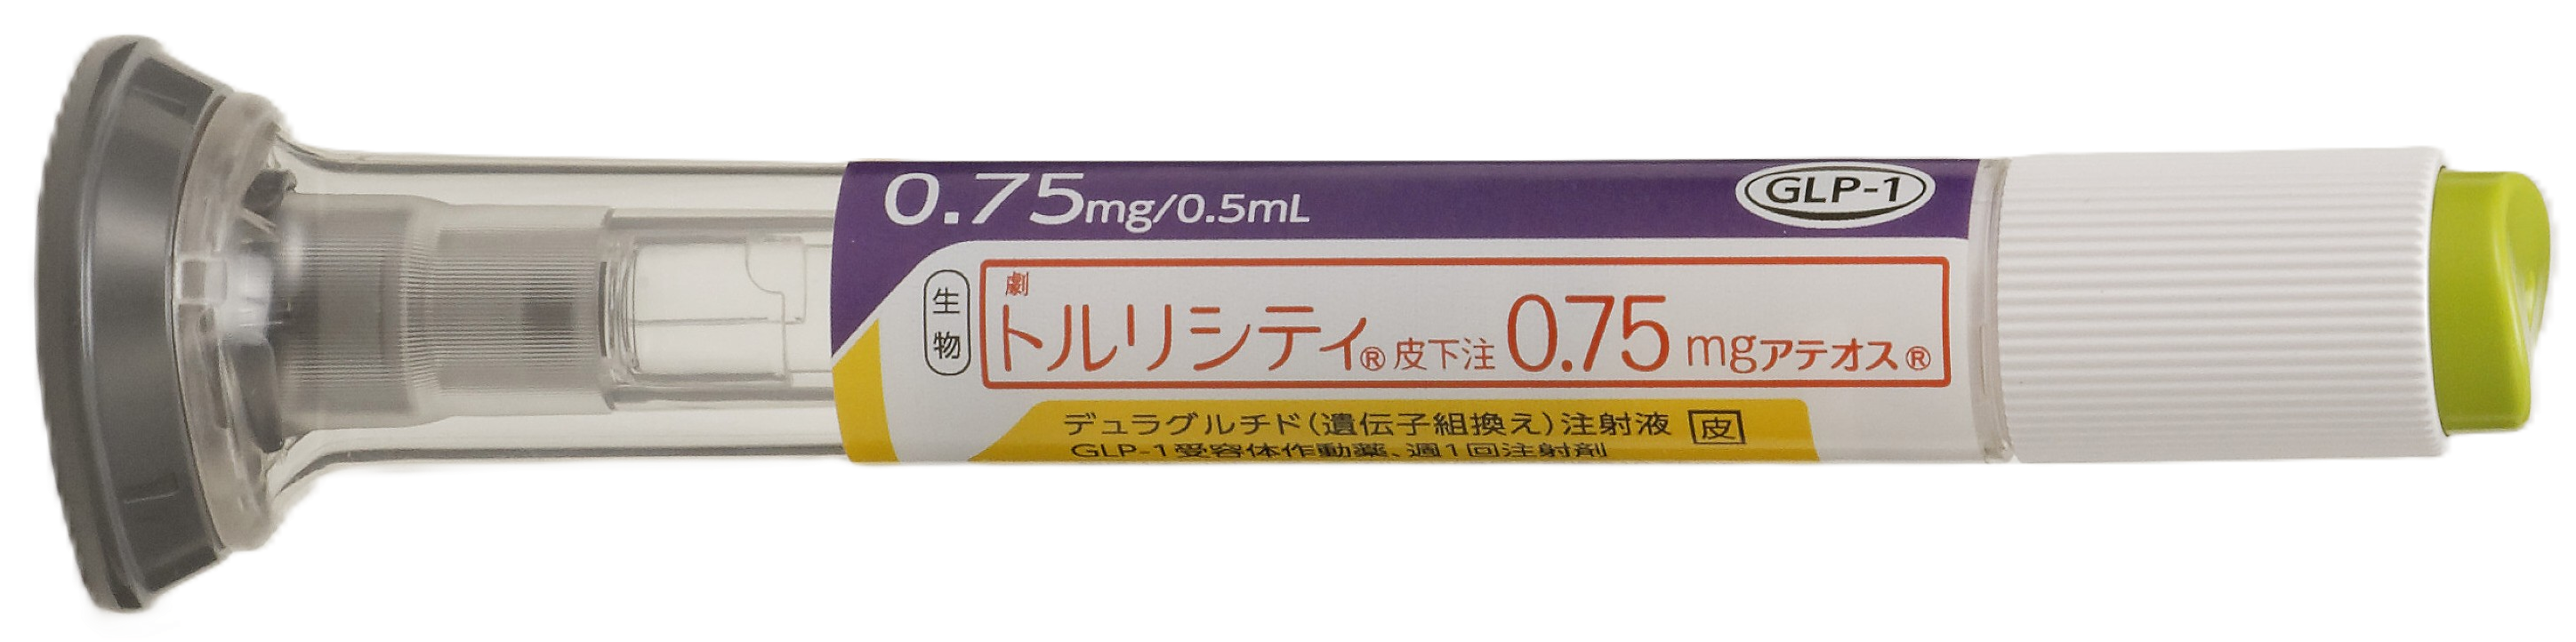 0.75mg/0.5mL
GLP-1
生物
劇
トルリシティ® 皮下注 0.75 mgアテオス®
デュラグルチド(遺伝子組換え)注射液 皮
GLP-1受容体作動薬、週1回注射剤